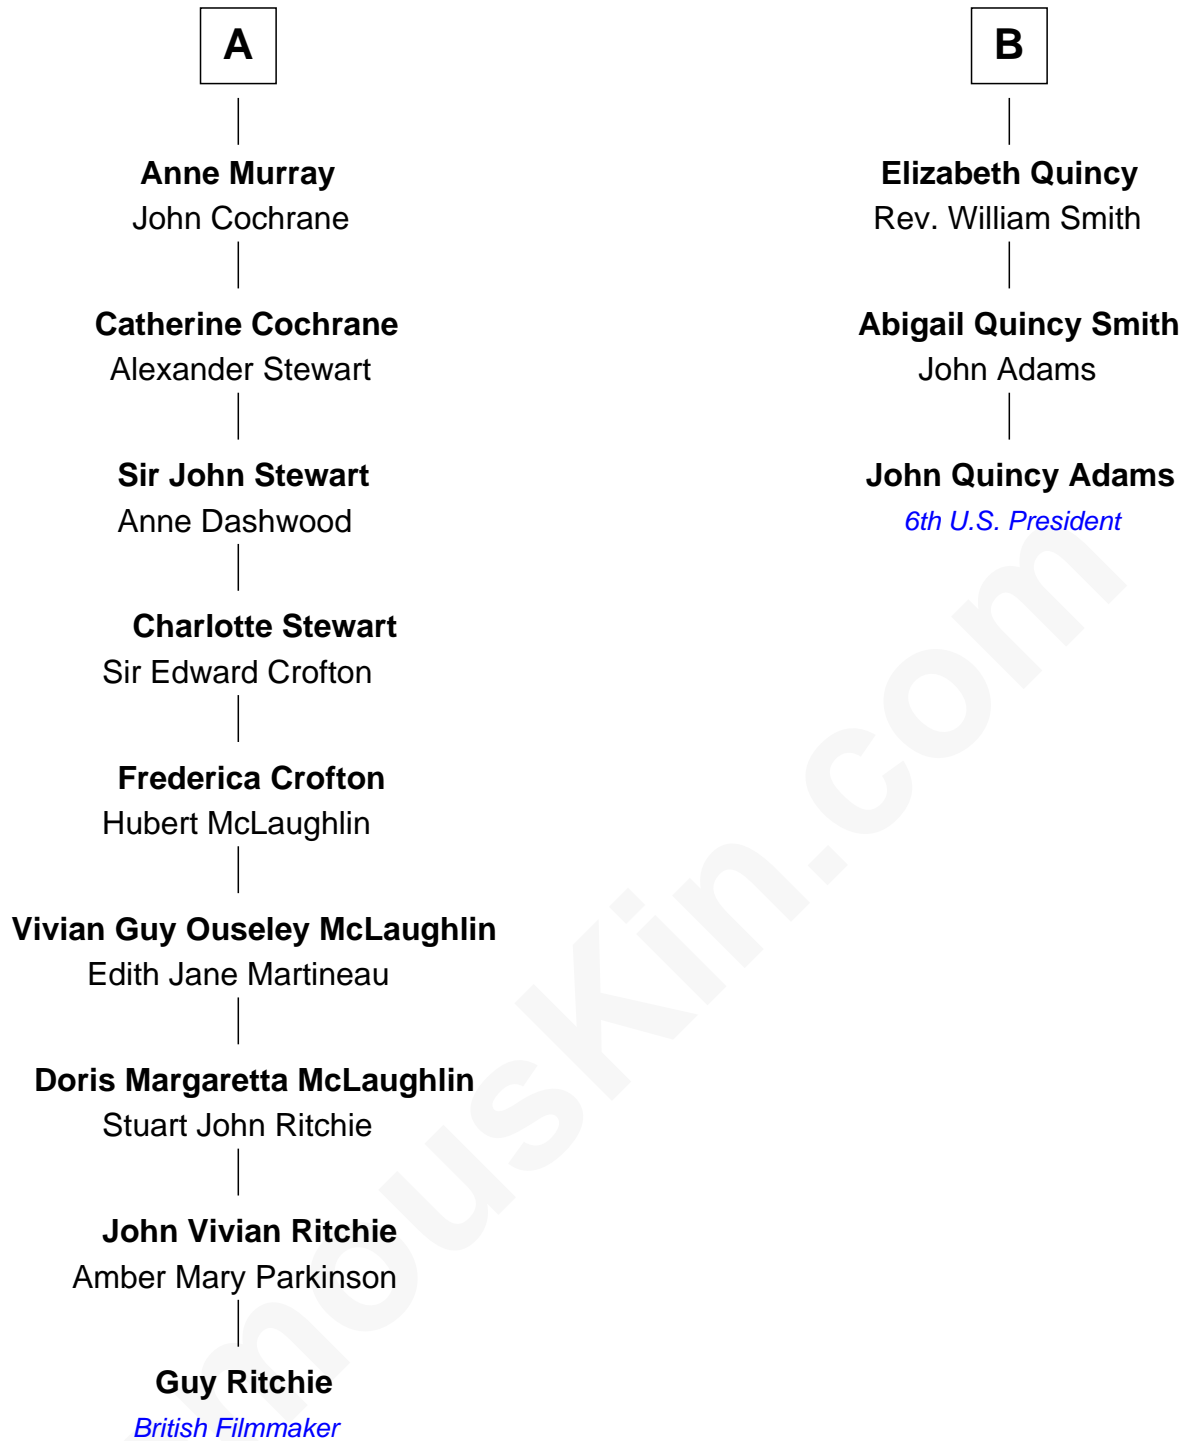 A
Anne Murray
John Cochrane
Catherine Cochrane
Alexander Stewart
Sir John Stewart
Anne Dashwood
Charlotte Stewart
Sir Edward Crofton
Frederica Crofton
Hubert McLaughlin
Vivian Guy Ouseley McLaughlin
Edith Jane Martineau
Doris Margaretta McLaughlin
Stuart John Ritchie
John Vivian Ritchie
Amber Mary Parkinson
Guy Ritchie
British Filmmaker
B
Elizabeth Quincy
Rev. William Smith
Abigail Quincy Smith
John Adams
John Quincy Adams
6th U.S. President
mouskin.com